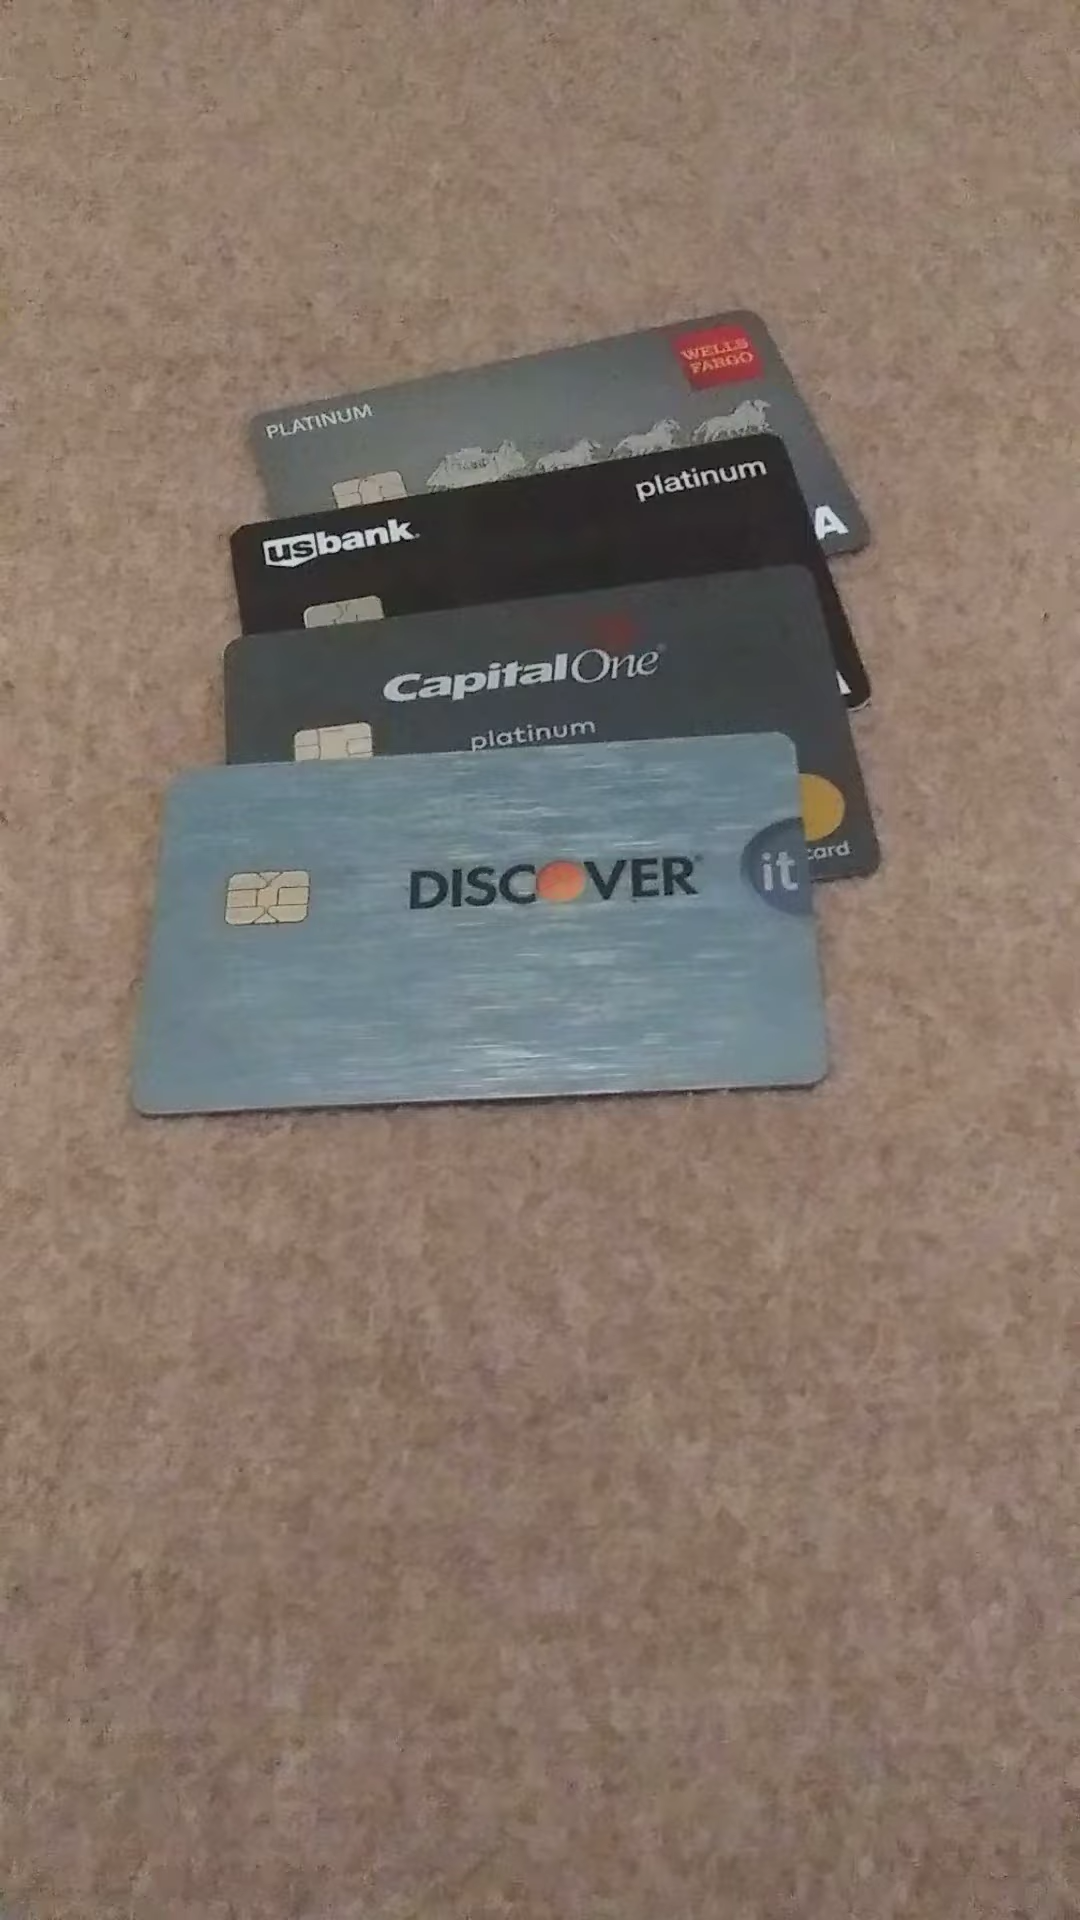 WELLS
FARGO
PLATINUM
platinum
usbank
A
CapitalOne
platinum
card
DISCOVER
it